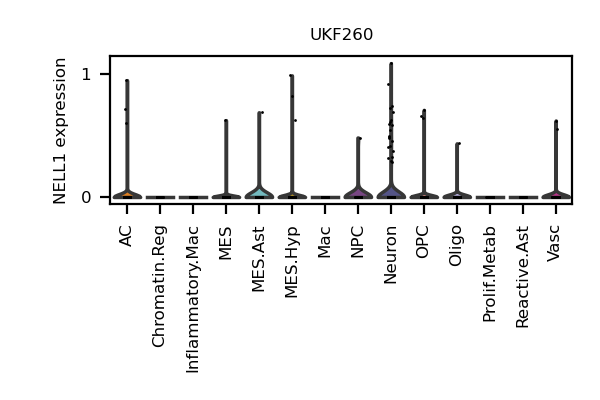 UKF260
NELL1 expression
1
0
AC
Chromatin.Reg
Inflammatory.Mac
MES
MES.Ast
MES.Hyp
Mac
NPC
Neuron
OPC
Oligo
Prolif.Metab
Reactive.Ast
Vasc